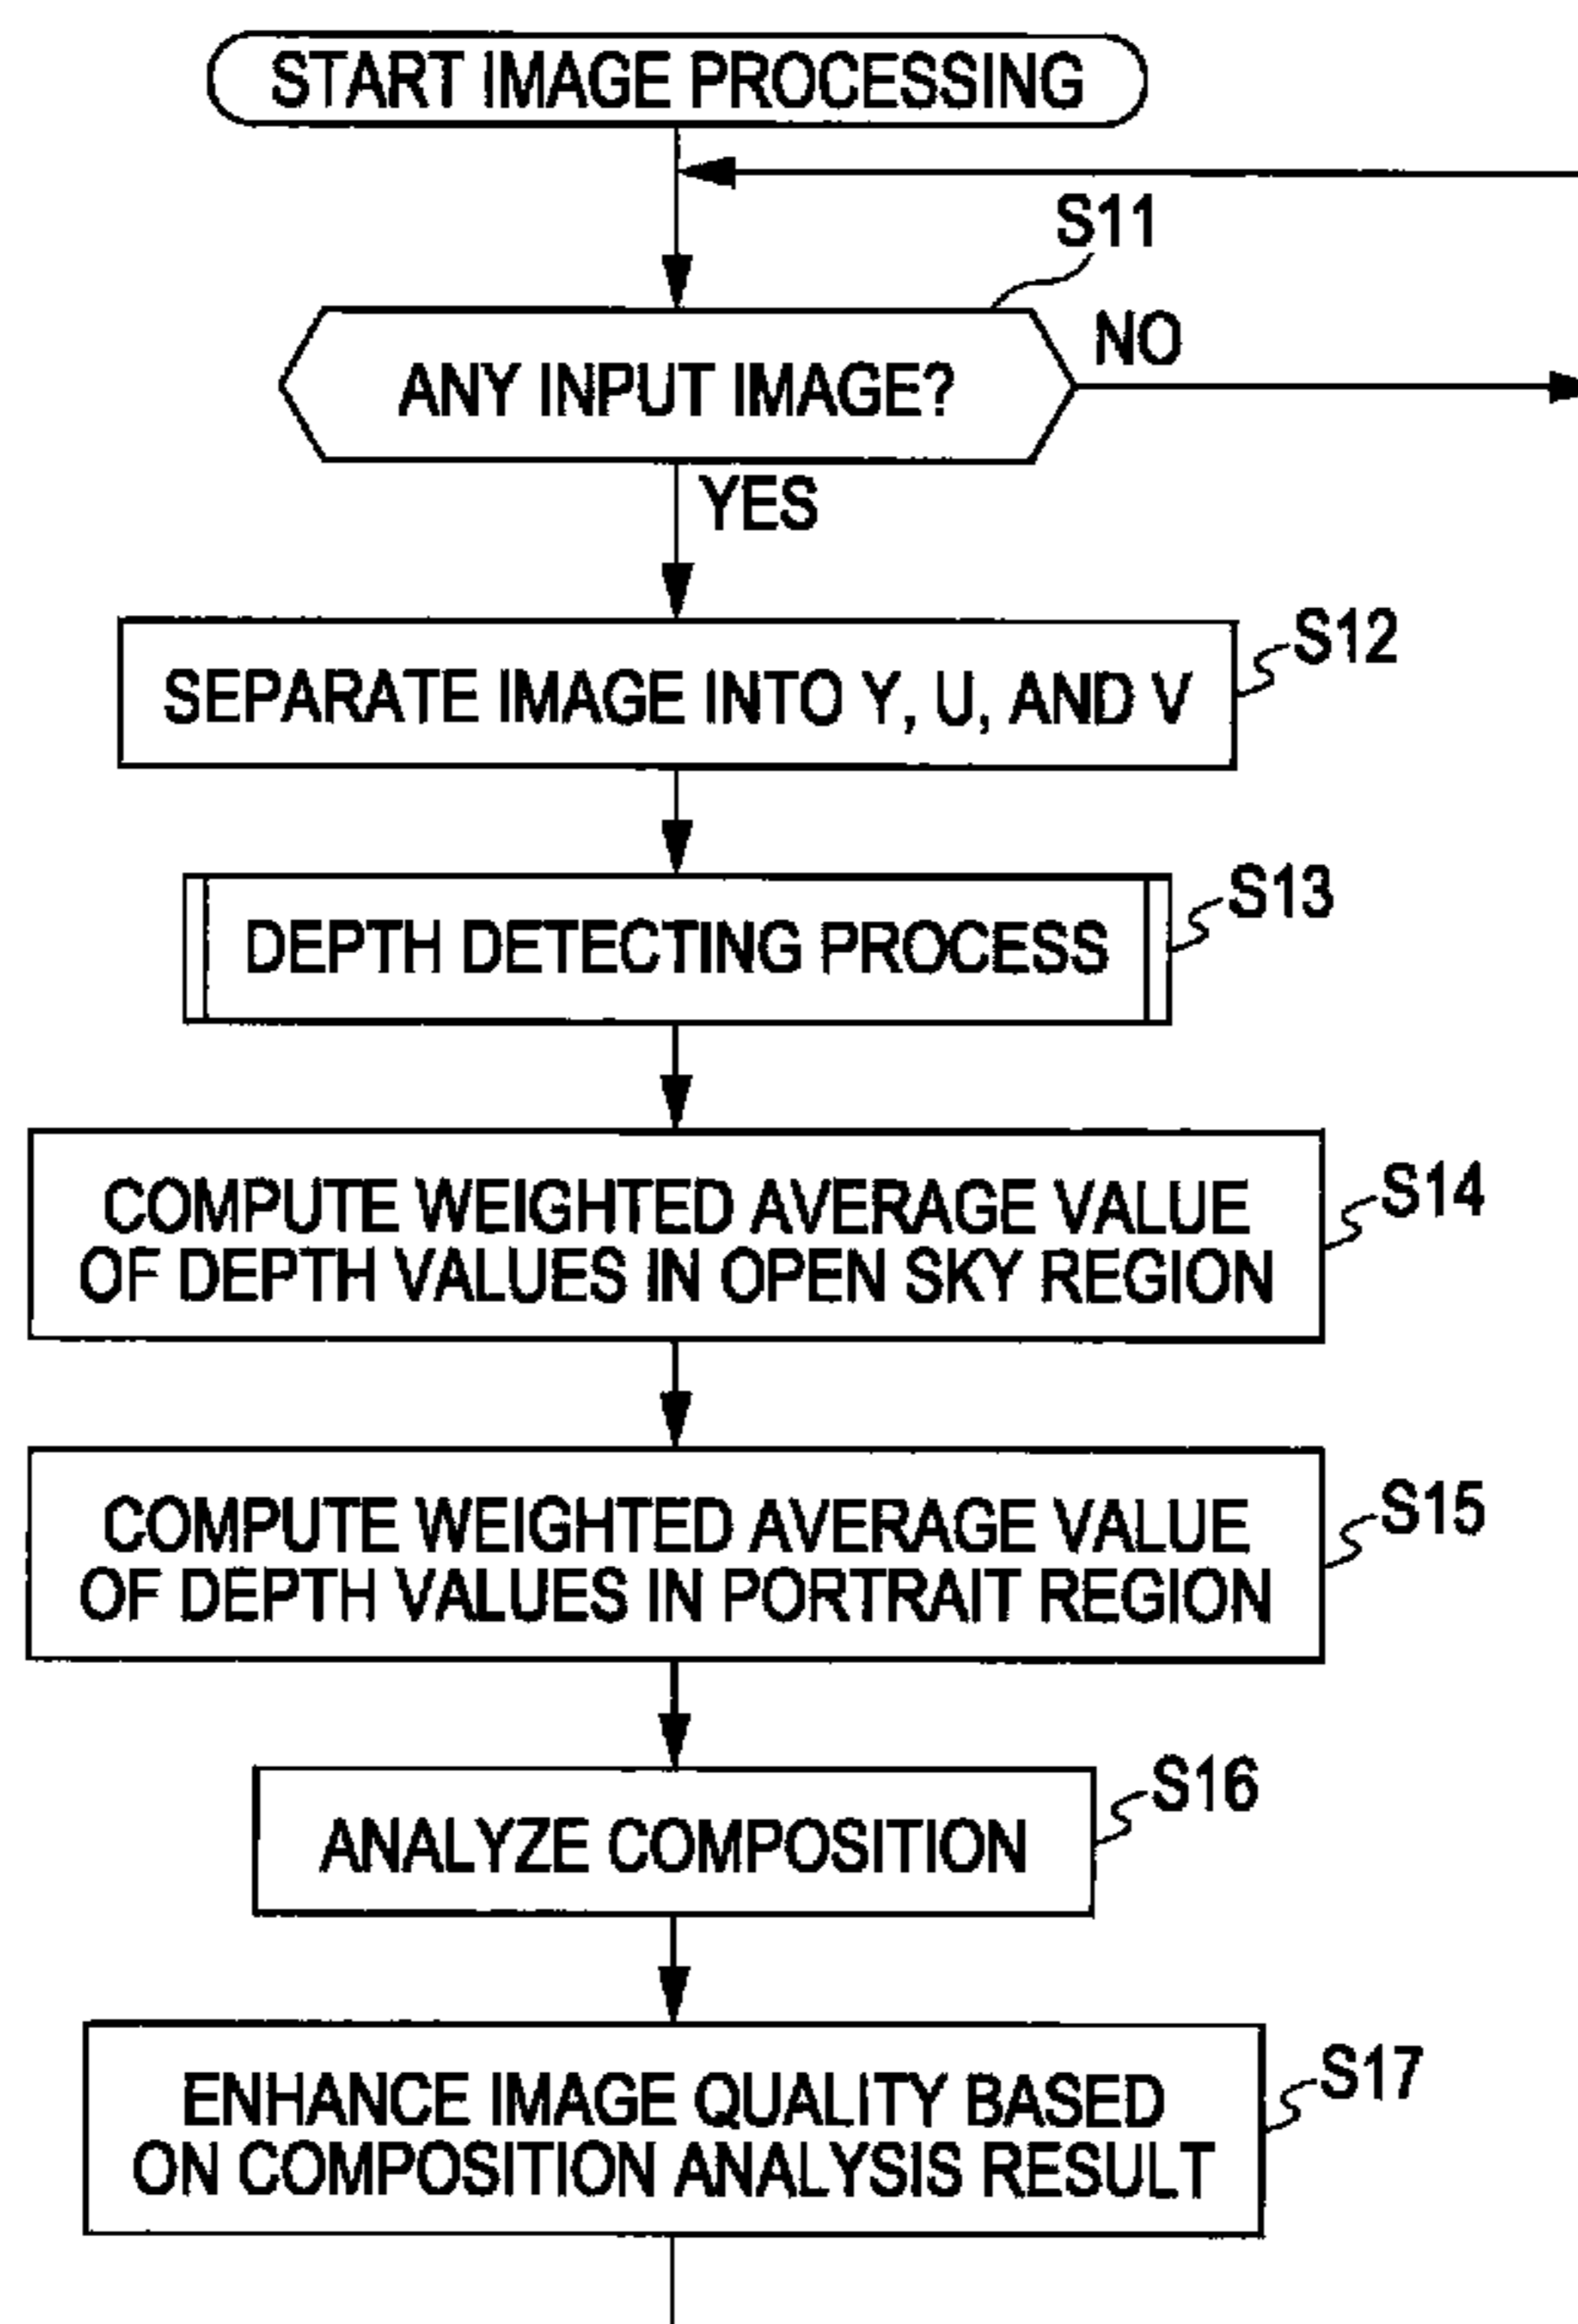 START IMAGE PROCESSING
S11
ANY INPUT IMAGE?
NO
YES
S12
SEPARATE IMAGE INTO Y, U, AND V
S13
DEPTH DETECTING PROCESS
S14
COMPUTE WEIGHTED AVERAGE VALUE
OF DEPTH VALUES IN OPEN SKY REGION
S15
COMPUTE WEIGHTED AVERAGE VALUE
OF DEPTH VALUES IN PORTRAIT REGION
S16
ANALYZE COMPOSITION
S17
ENHANCE IMAGE QUALITY BASED
ON COMPOSITION ANALYSIS RESULT